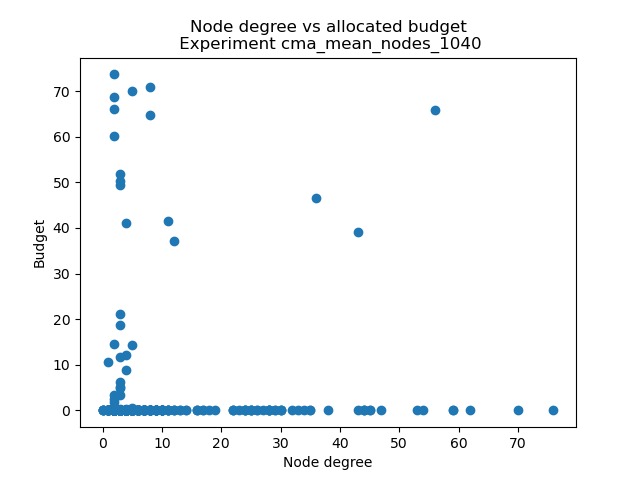 Node degree vs allocated budget
Experiment cma_mean_nodes_1040
70
60
50
40
30
20
10
0
Budget
0 10 20 30 40 50 60 70
Node degree